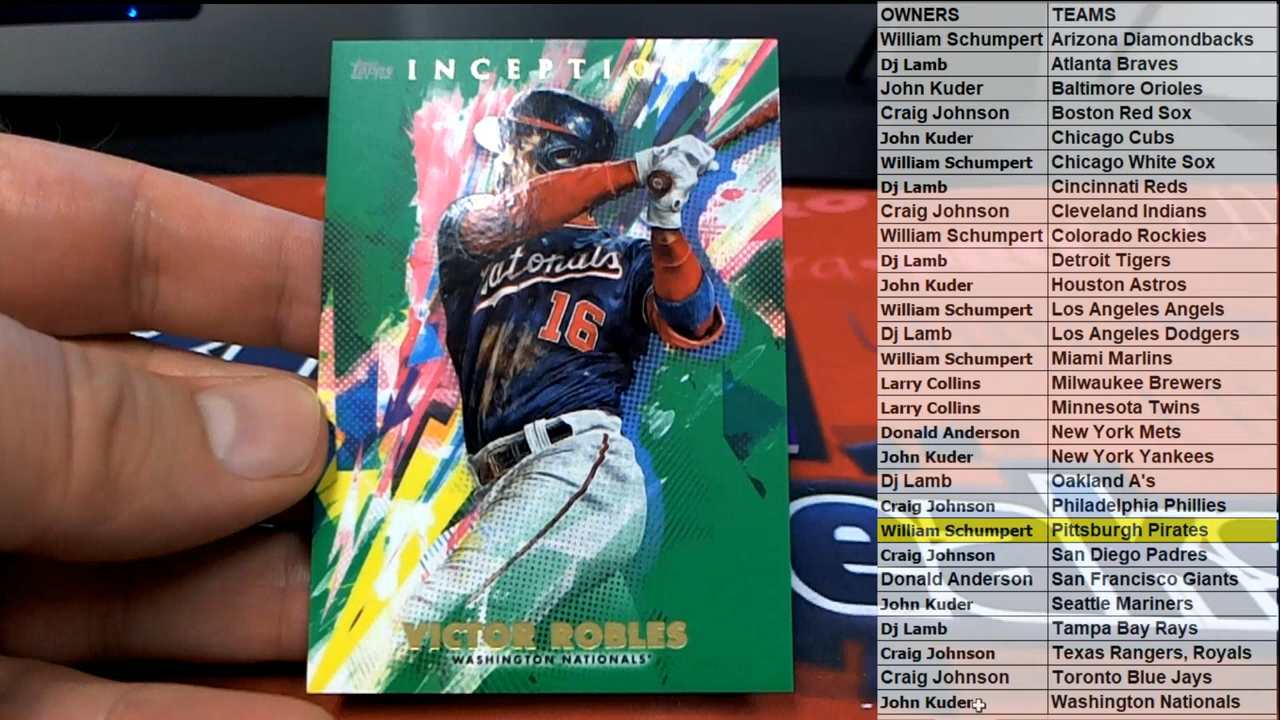 Topps INCEPTION
Nationals
16
VICTOR ROBLES
WASHINGTON NATIONALS
OWNERS TEAMS
William Schumpert Arizona Diamondbacks
Dj Lamb Atlanta Braves
John Kuder Baltimore Orioles
Craig Johnson Boston Red Sox
John Kuder Chicago Cubs
William Schumpert Chicago White Sox
Dj Lamb Cincinnati Reds
Craig Johnson Cleveland Indians
William Schumpert Colorado Rockies
Dj Lamb Detroit Tigers
John Kuder Houston Astros
William Schumpert Los Angeles Angels
Dj Lamb Los Angeles Dodgers
William Schumpert Miami Marlins
Larry Collins Milwaukee Brewers
Larry Collins Minnesota Twins
Donald Anderson New York Mets
John Kuder New York Yankees
Dj Lamb Oakland A's
Craig Johnson Philadelphia Phillies
William Schumpert Pittsburgh Pirates
Craig Johnson San Diego Padres
Donald Anderson San Francisco Giants
John Kuder Seattle Mariners
Dj Lamb Tampa Bay Rays
Craig Johnson Texas Rangers, Royals
Craig Johnson Toronto Blue Jays
John Kuder Washington Nationals